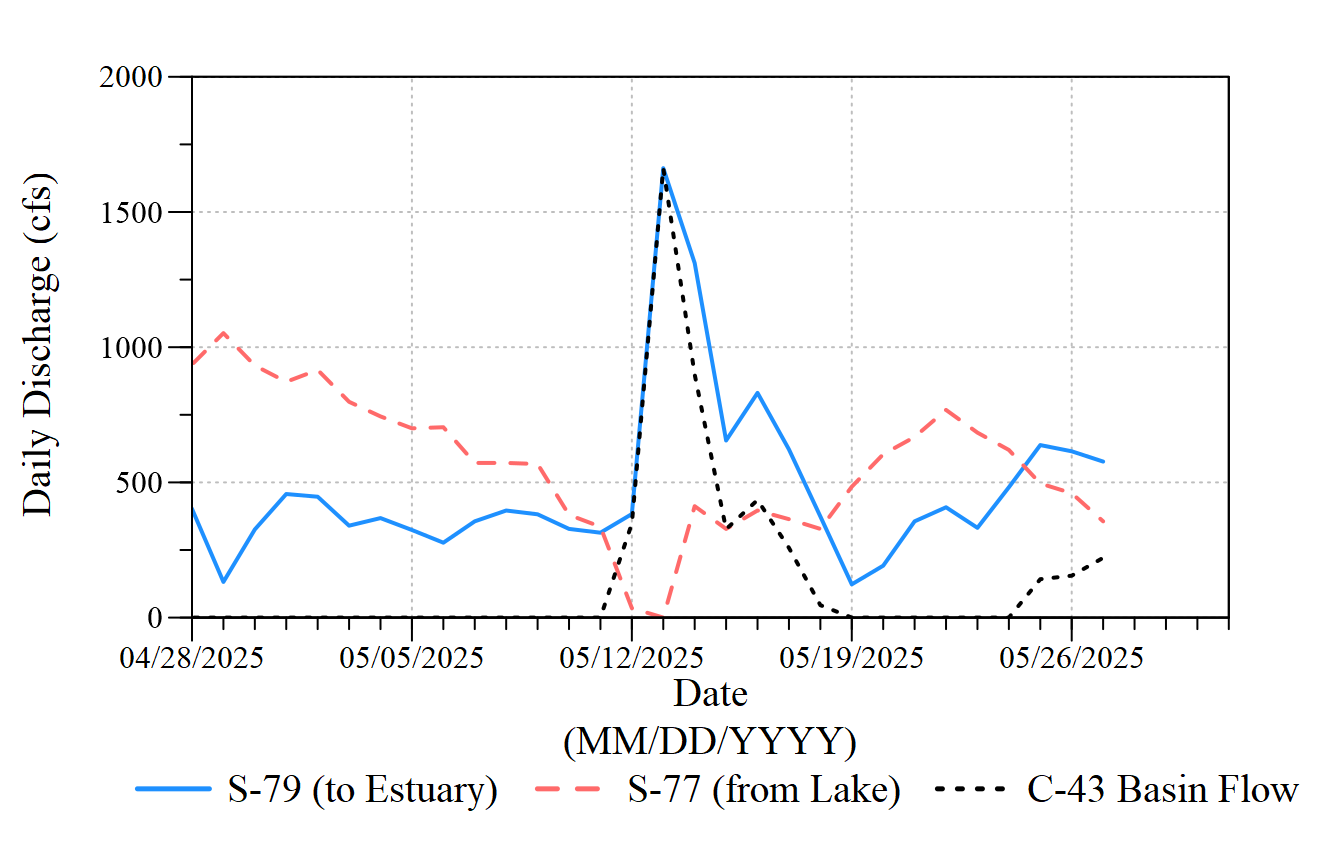 2000
1500
1000
500
0
Daily Discharge (cfs)
04/28/2025 05/05/2025 05/12/2025 05/19/2025 05/26/2025
Date
(MM/DD/YYYY)
S-79 (to Estuary) S-77 (from Lake) C-43 Basin Flow